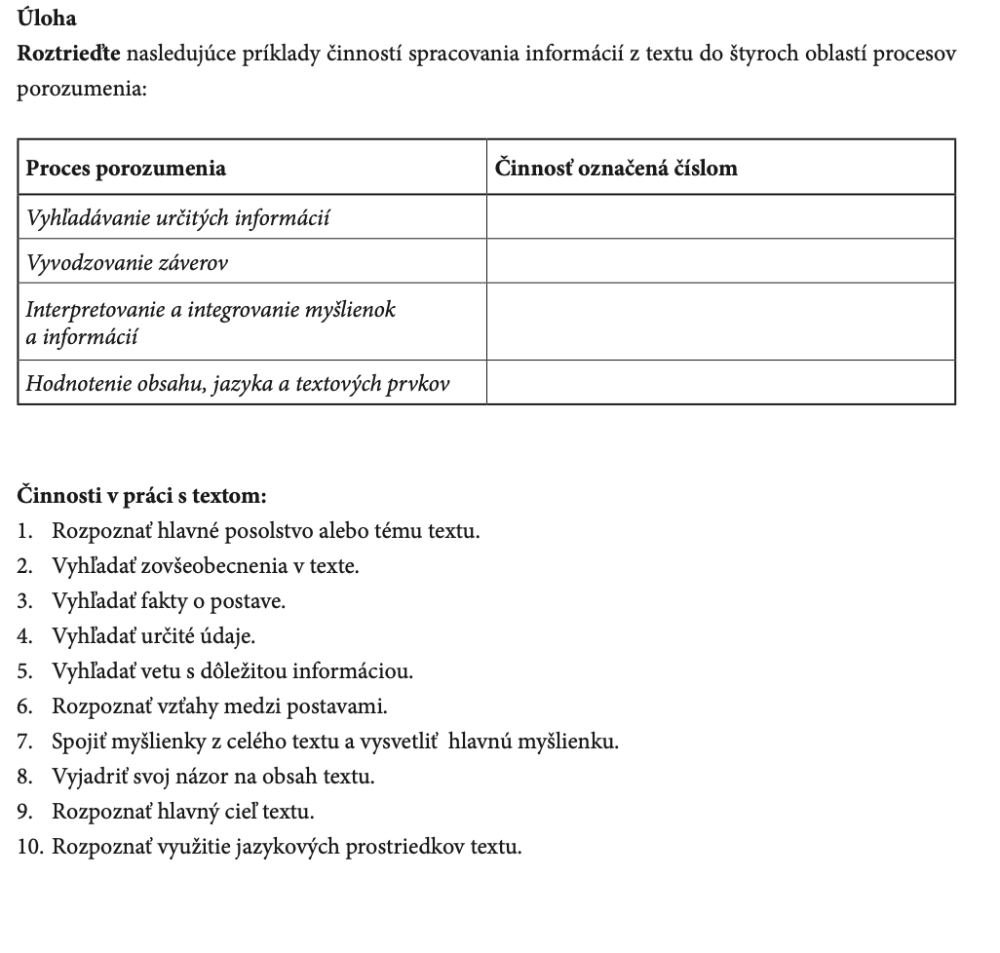 Úloha
Roztrieďte nasledujúce príklady činností spracovania informácií z textu do štyroch oblastí procesov
porozumenia:
Proces porozumenia Činnosť označená číslom
Vyhľadávanie určitých informácií
Vyvodzovanie záverov
Interpretovanie a integrovanie myšlienok
a informácií
Hodnotenie obsahu, jazyka a textových prvkov
Činnosti v práci s textom:
1. Rozpoznať hlavné posolstvo alebo tému textu.
2. Vyhľadať zovšeobecnenia v texte.
3. Vyhľadať fakty o postave.
4. Vyhľadať určité údaje.
5. Vyhľadať vetu s dôležitou informáciou.
6. Rozpoznať vzťahy medzi postavami.
7. Spojiť myšlienky z celého textu a vysvetliť hlavnú myšlienku.
8. Vyjadriť svoj názor na obsah textu.
9. Rozpoznať hlavný cieľ textu.
10. Rozpoznať využitie jazykových prostriedkov textu.